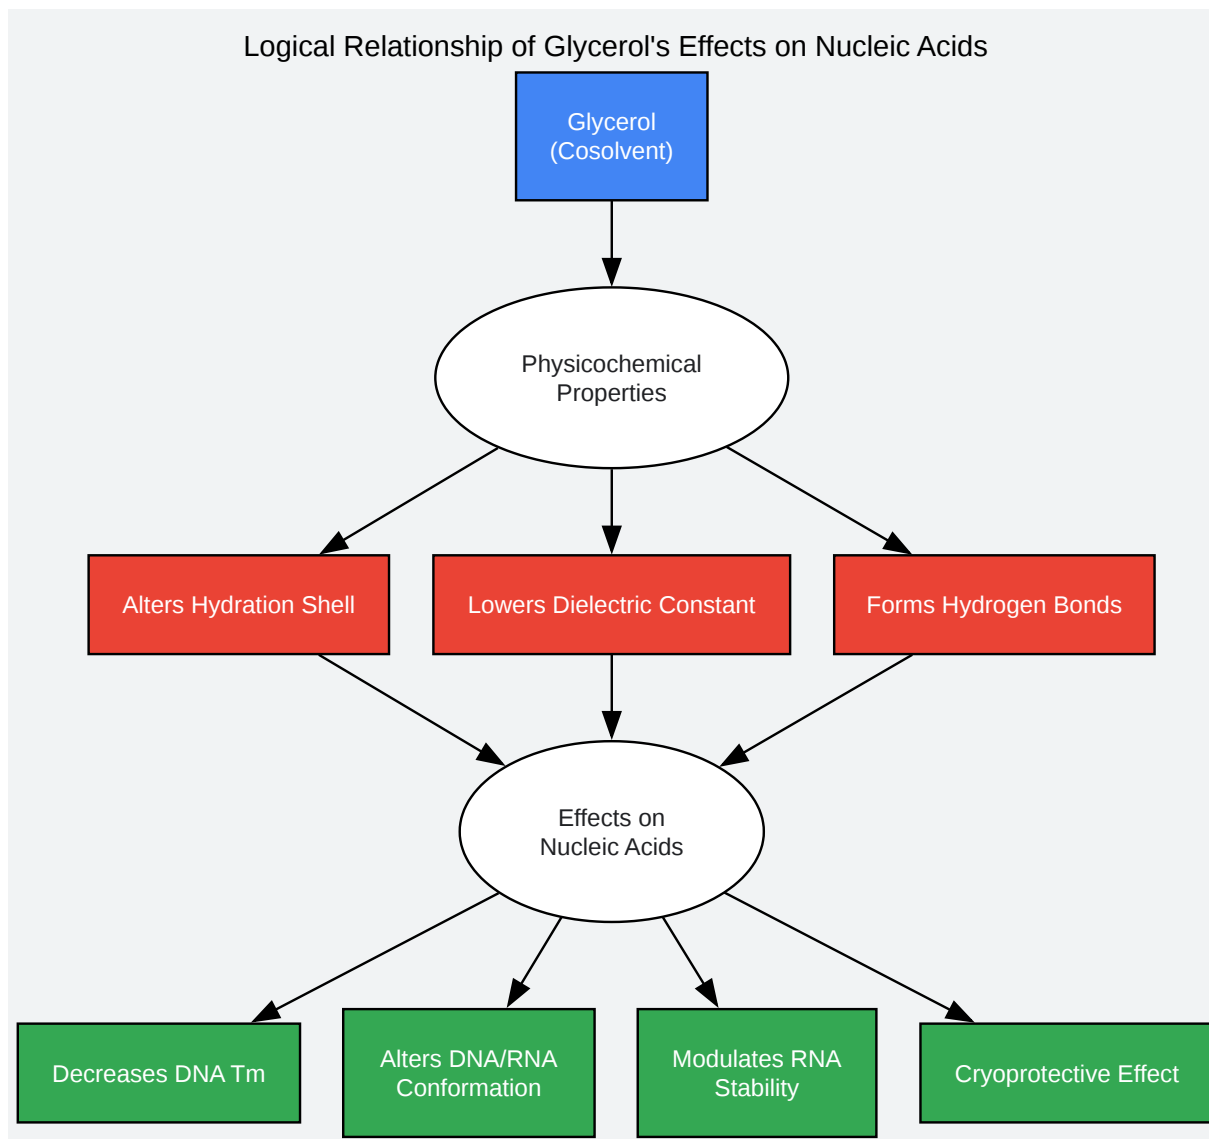 Logical Relationship of Glycerol's Effects on Nucleic Acids
Glycerol
(Cosolvent)
Physicochemical
Properties
Alters Hydration Shell
Lowers Dielectric Constant
Forms Hydrogen Bonds
Effects on
Nucleic Acids
Decreases DNA Tm
Alters DNA/RNA
Conformation
Modulates RNA
Stability
Cryoprotective Effect